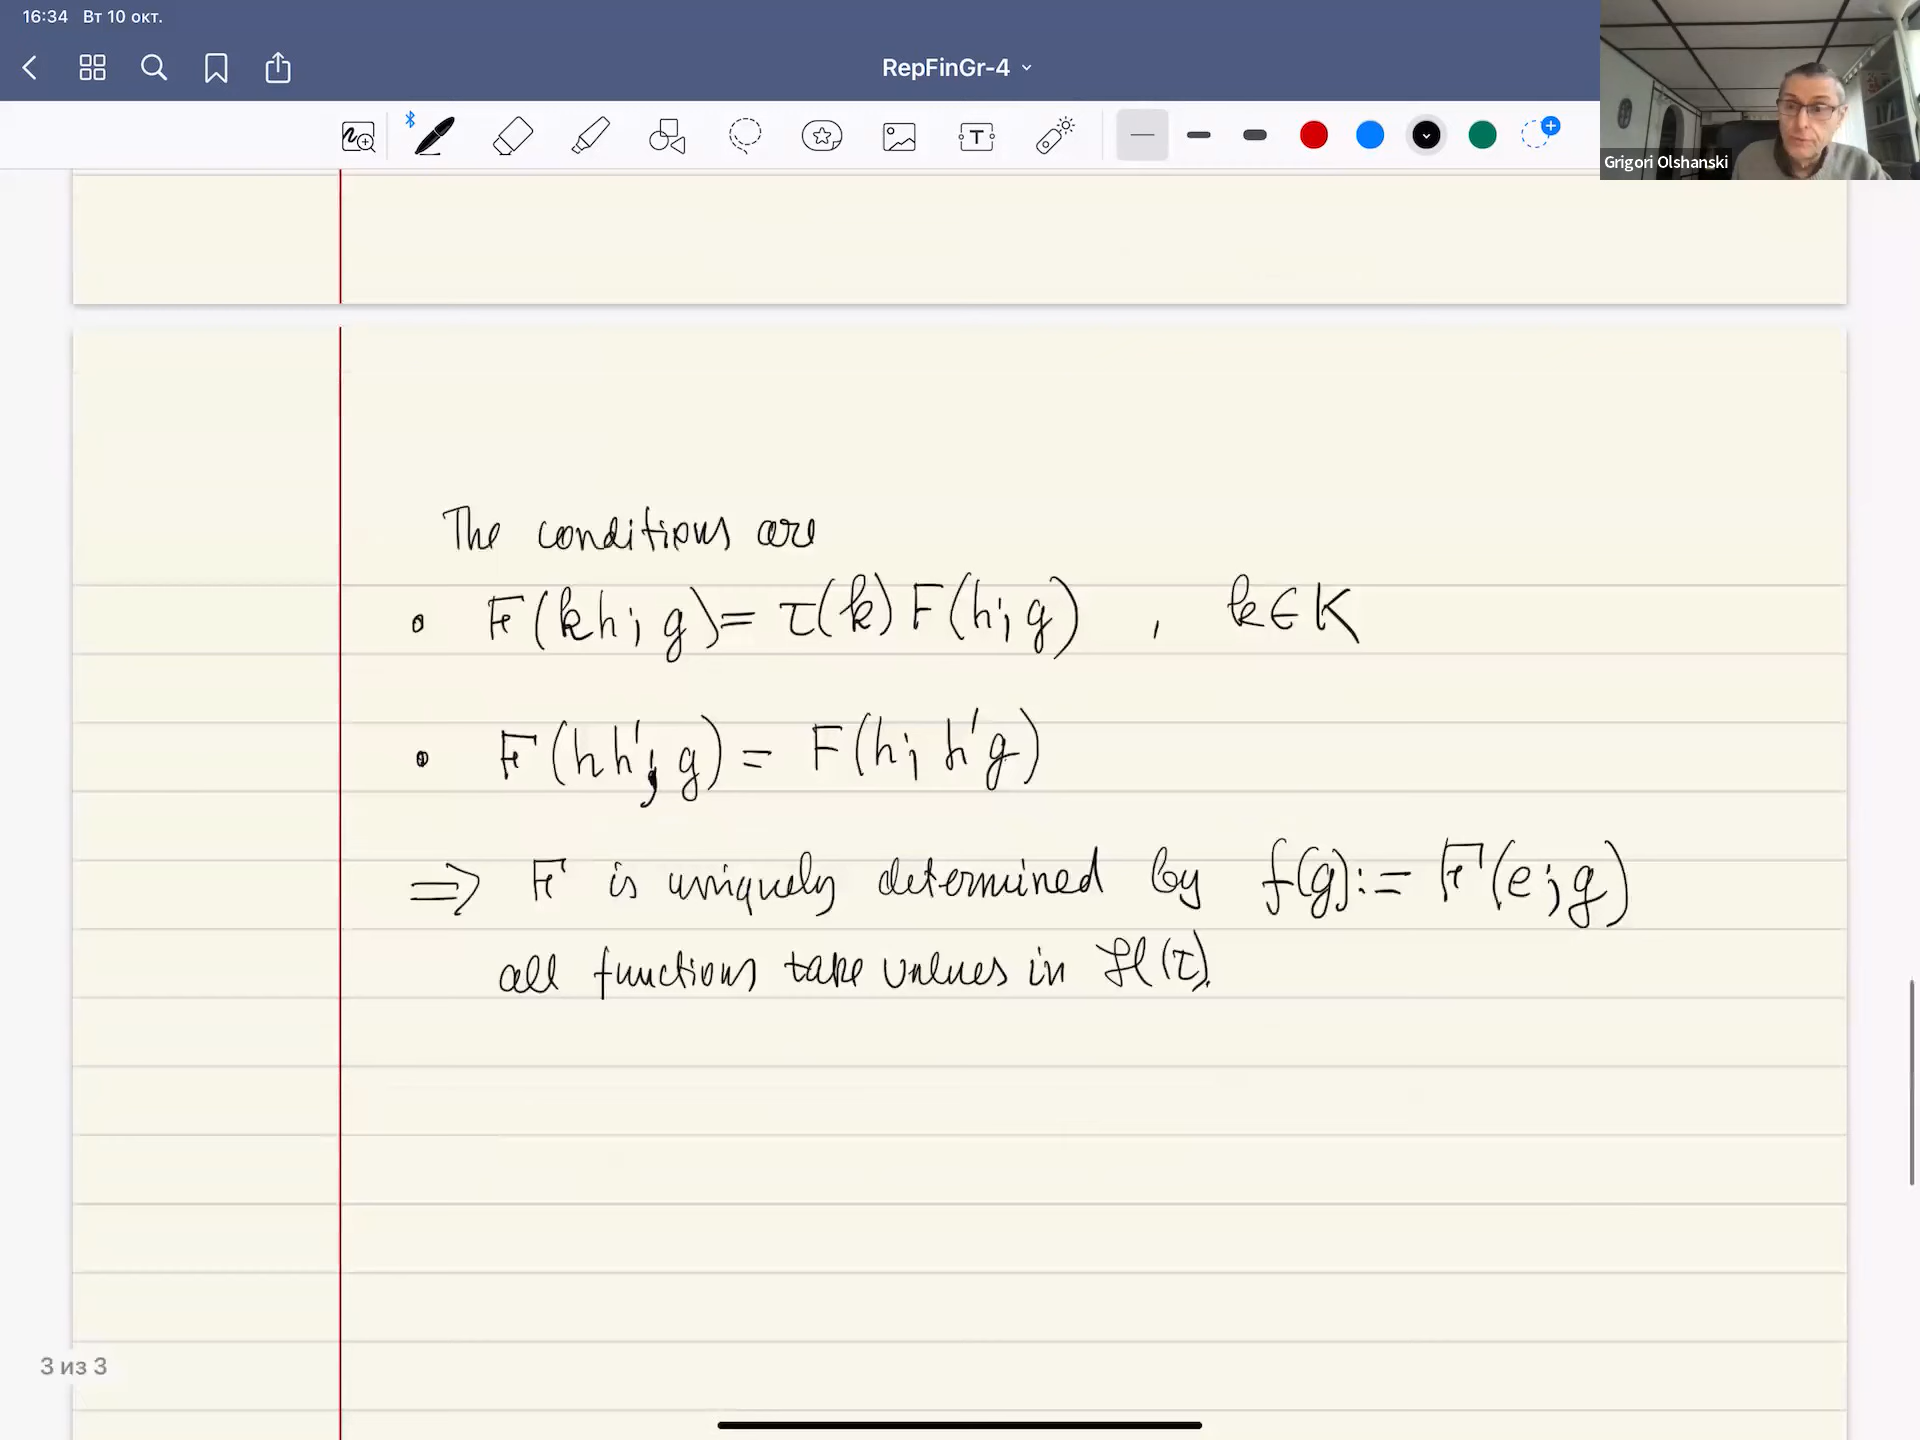 16:34 Вт 10 окт.
RepFinGr-4
Grigori Olshanski
The conditions are
• F(kh; g) = τ(k) F(h; g) , k∈K
• F(hh'; g) = F(h; h'g)
⇒ F is uniquely determined by f(g) := F(e; g)
all functions take values in H(τ).
3 из 3